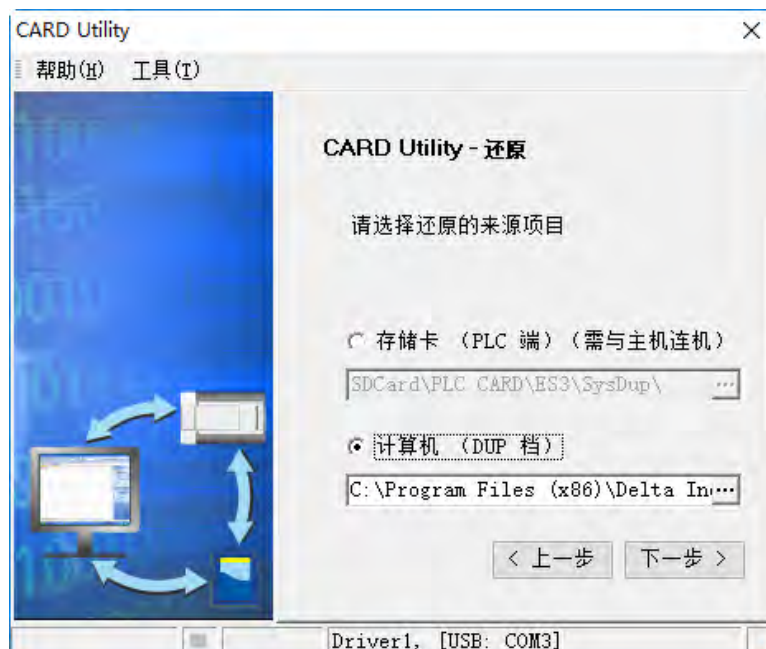 CARD Utility
帮助(H) 工具(T)
CARD Utility - 还原
请选择还原的来源项目
存储卡 (PLC 端) (需与主机连机)
SDCard\PLC CARD\ES3\SysDup\ ...
计算机 (DUP 档)
C:\Program Files (x86)\Delta In...
< 上一步 下一步 >
Driver1, [USB: COM3]